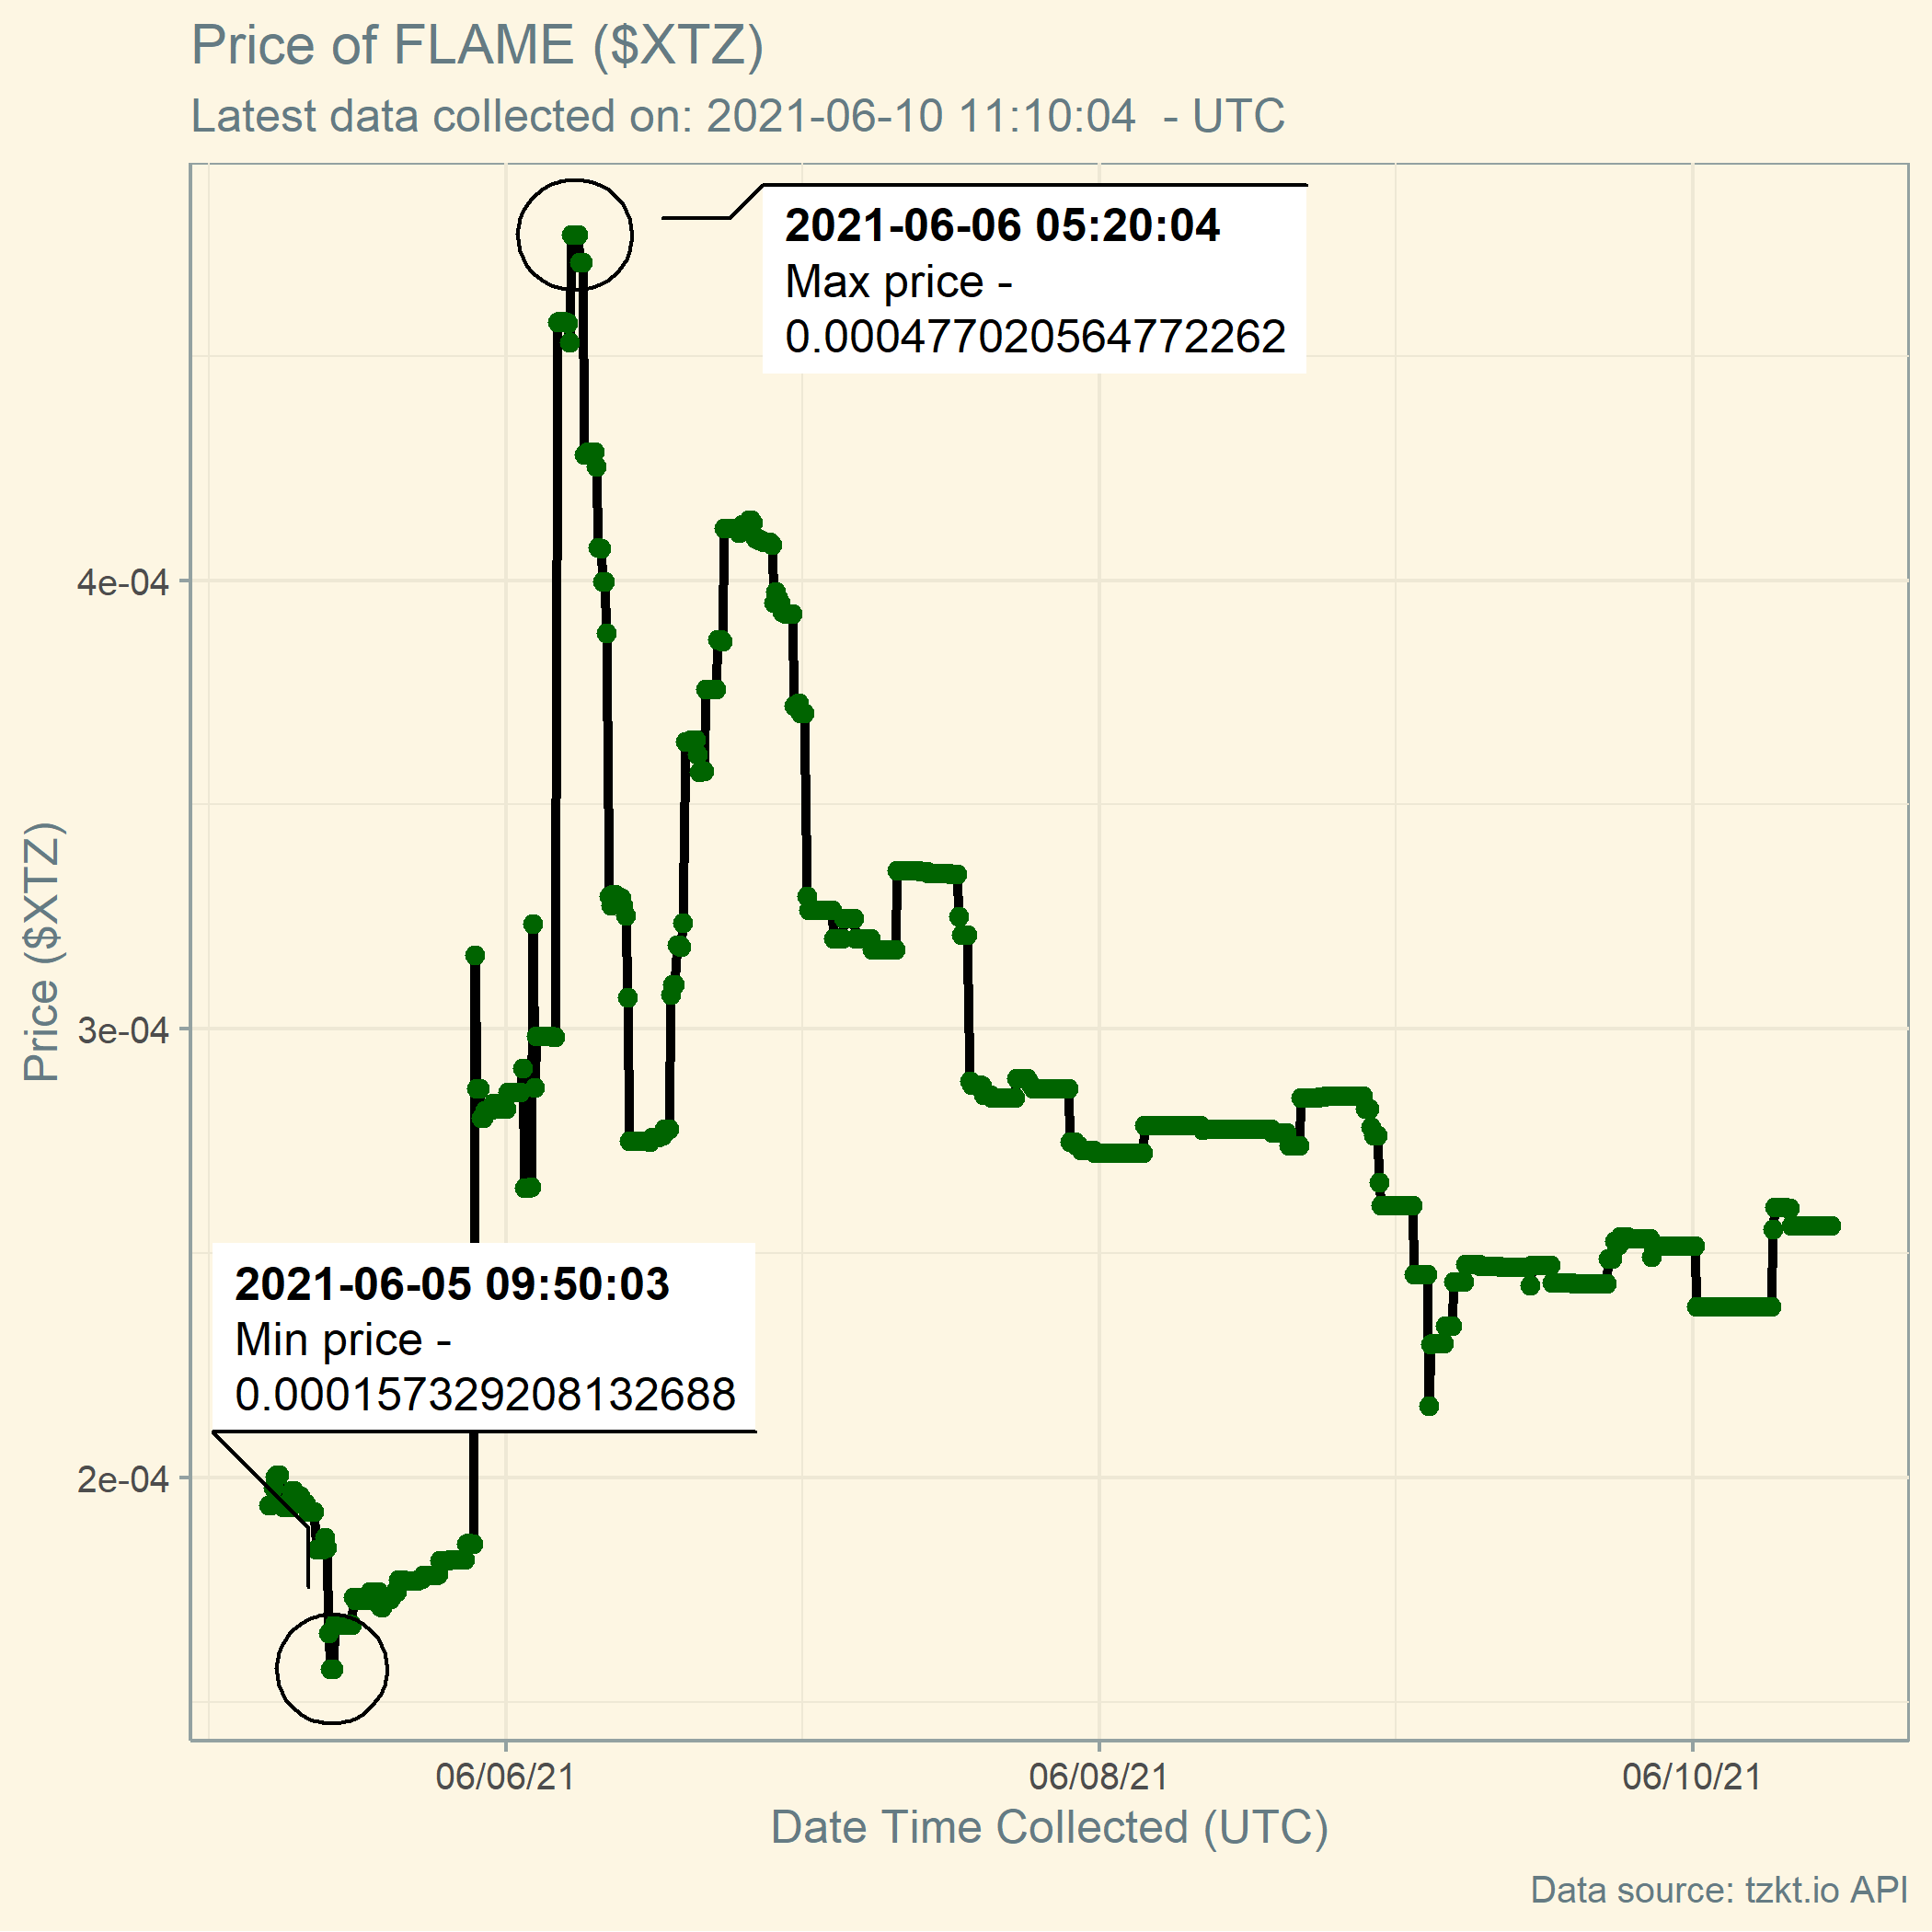 Price of FLAME ($XTZ)
Latest data collected on: 2021-06-10 11:10:04  - UTC
2021-06-06 05:20:04
Max price -
0.000477020564772262
4e-04
3e-04
2e-04
Price ($XTZ)
2021-06-05 09:50:03
Min price -
0.000157329208132688
06/06/21
06/08/21
06/10/21
Date Time Collected (UTC)
Data source: tzkt.io API